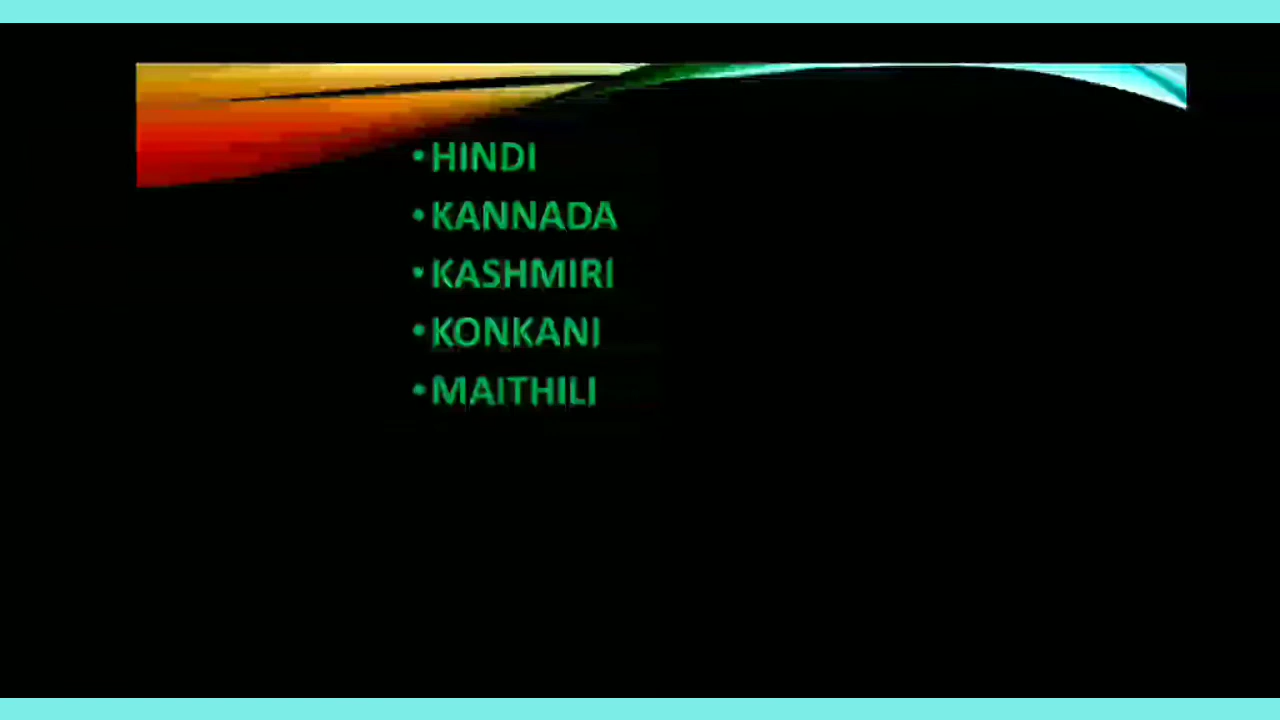 •HINDI
•KANNADA
•KASHMIRI
•KONKANI
•MAITHILI